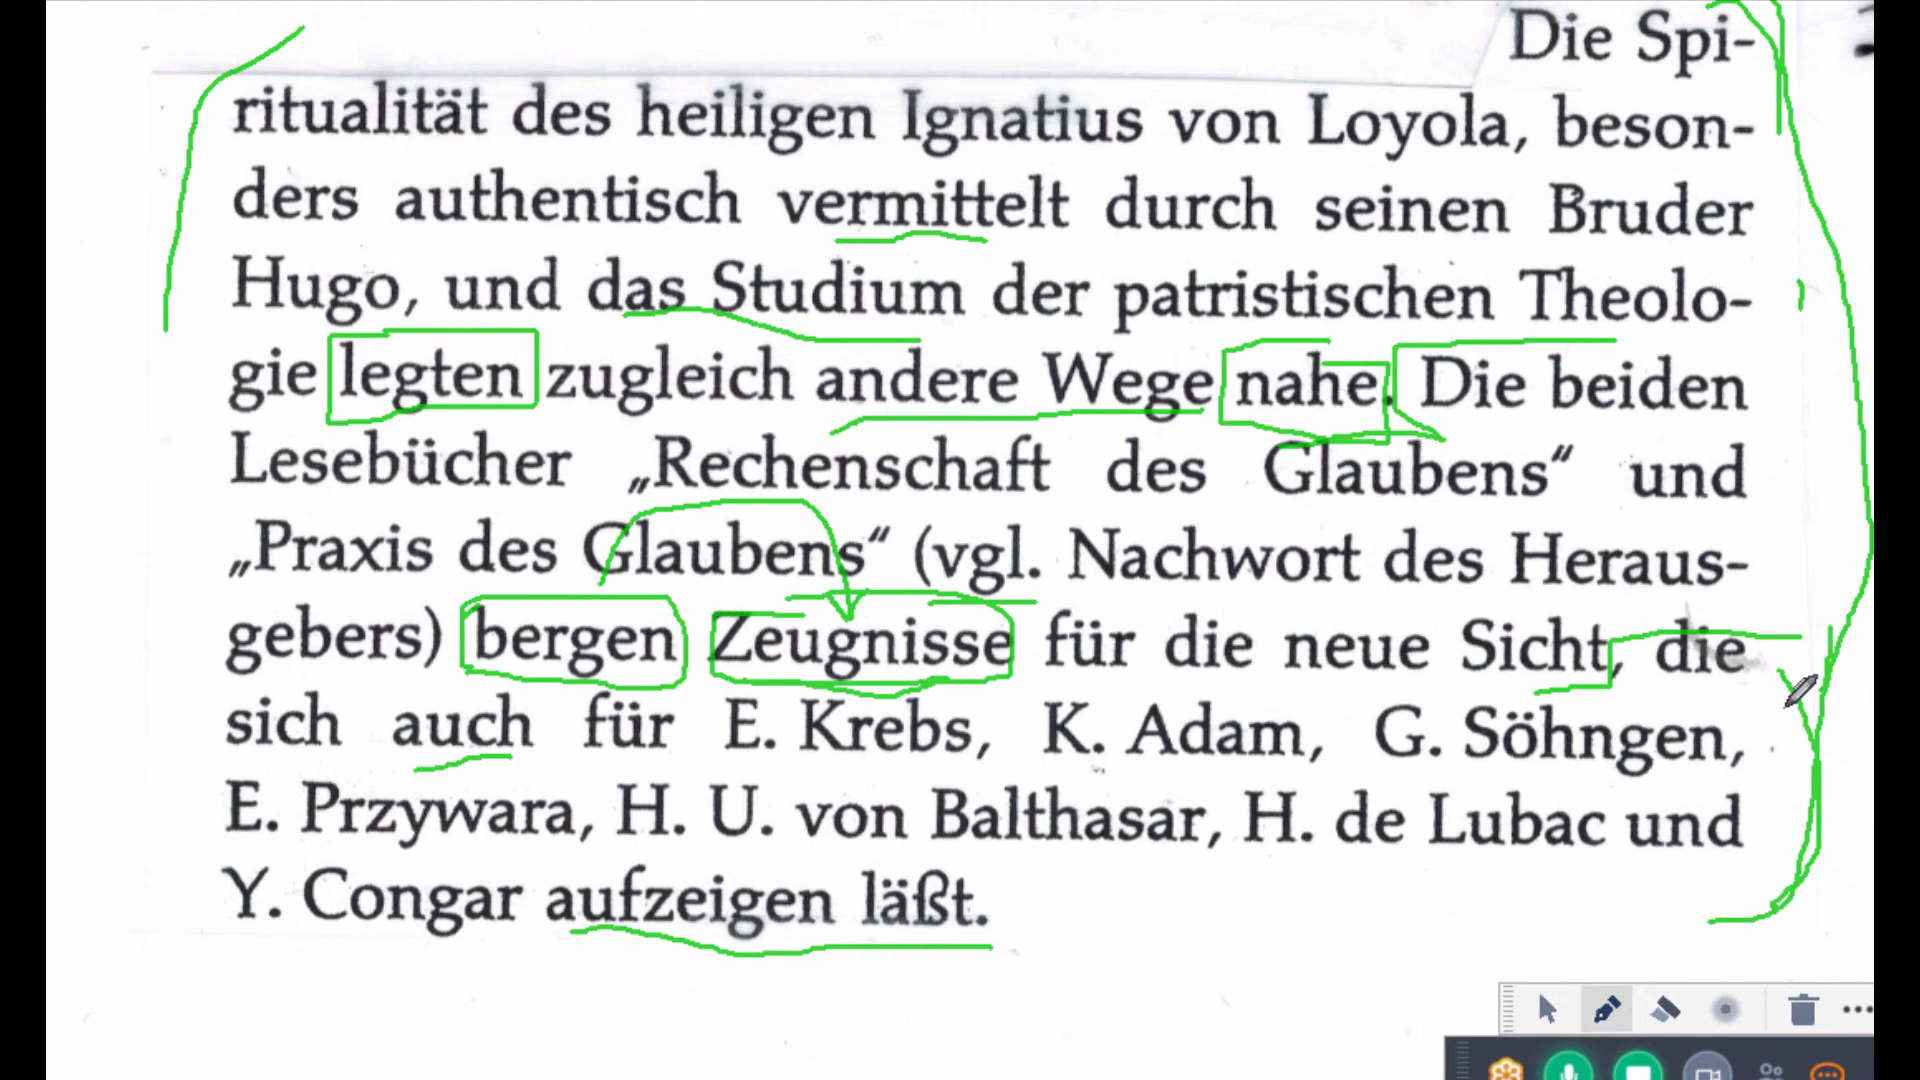 Die Spi-
ritualität des heiligen Ignatius von Loyola, beson-
ders authentisch vermittelt durch seinen Bruder
Hugo, und das Studium der patristischen Theolo-
gie legten zugleich andere Wege nahe. Die beiden
Lesebücher „Rechenschaft des Glaubens“ und
„Praxis des Glaubens“ (vgl. Nachwort des Heraus-
gebers) bergen Zeugnisse für die neue Sicht, die
sich auch für E. Krebs, K. Adam, G. Söhngen,
E. Przywara, H. U. von Balthasar, H. de Lubac und
Y. Congar aufzeigen läßt.